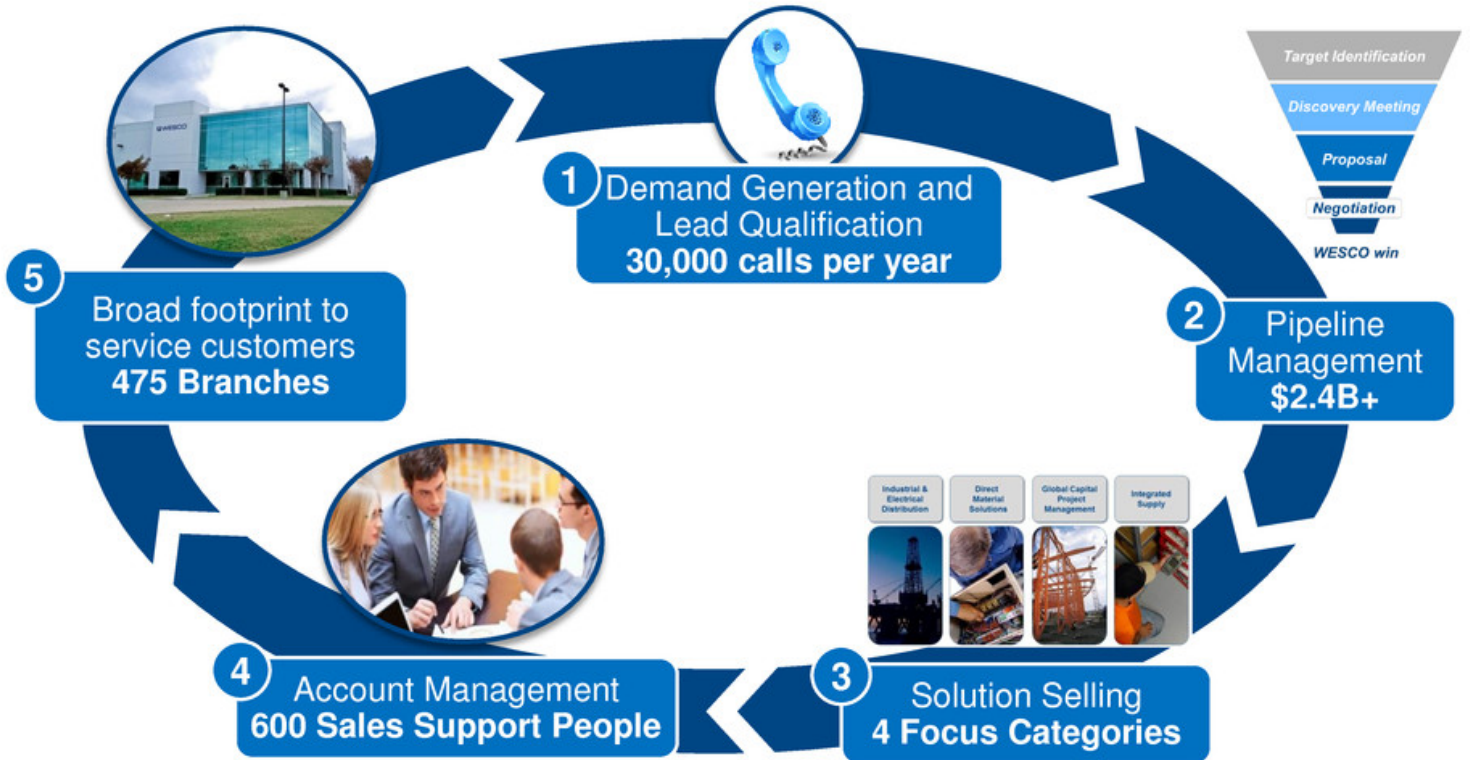 WESCO
1
Demand Generation and
Lead Qualification
30,000 calls per year
Target Identification
Discovery Meeting
Proposal
Negotiation
WESCO win
2
Pipeline
Management
$2.4B+
Industrial &
Electrical
Distribution
Direct
Material
Solutions
Global Capital
Project
Management
Integrated
Supply
3
Solution Selling
4 Focus Categories
4
Account Management
600 Sales Support People
5
Broad footprint to
service customers
475 Branches